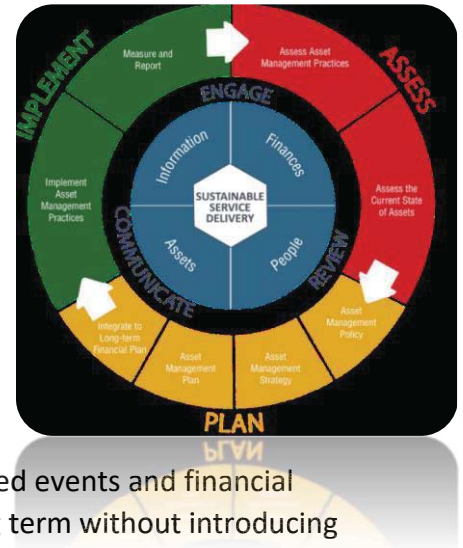 IMPLEMENT
Measure and
Report
Assess Asset
Management Practices
ASSESS
ENGAGE
Information
Finances
Implement
Asset
Management
Practices
SUSTAINABLE
SERVICE
DELIVERY
Assess the
Current State
of Assets
COMMUNICATE
Assets
People
REVIEW
Integrate to
Long-term
Financial Plan
Asset
Management
Plan
Asset
Management
Strategy
Asset
Management
Policy
PLAN
PLAN
ed events and financial
g term without introducing